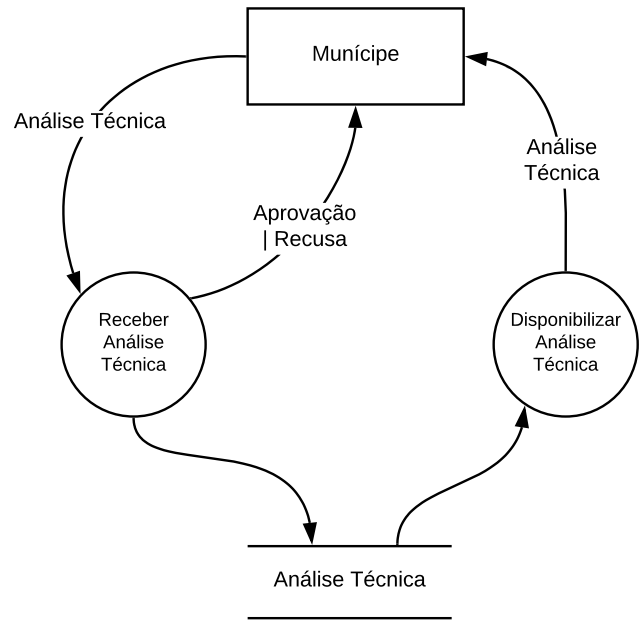 Munícipe
Análise Técnica
Análise
Técnica
Aprovação
| Recusa
Receber
Análise
Técnica
Disponibilizar
Análise
Técnica
Análise Técnica